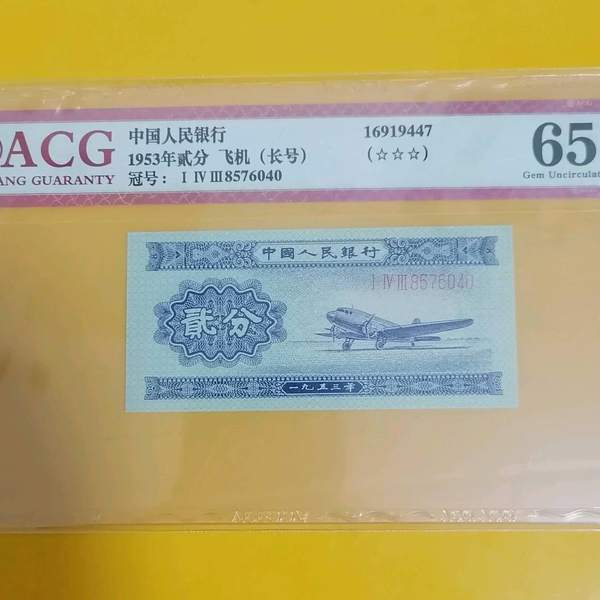 ACG
ANG GUARANTY
中国人民银行
1953年贰分 飞机（长号）
冠号：I IV III 8576040
16919447
(☆☆☆)
65
Gem Uncirculat
中國人民銀行
I IV III 8576040
貳分
一九五三年